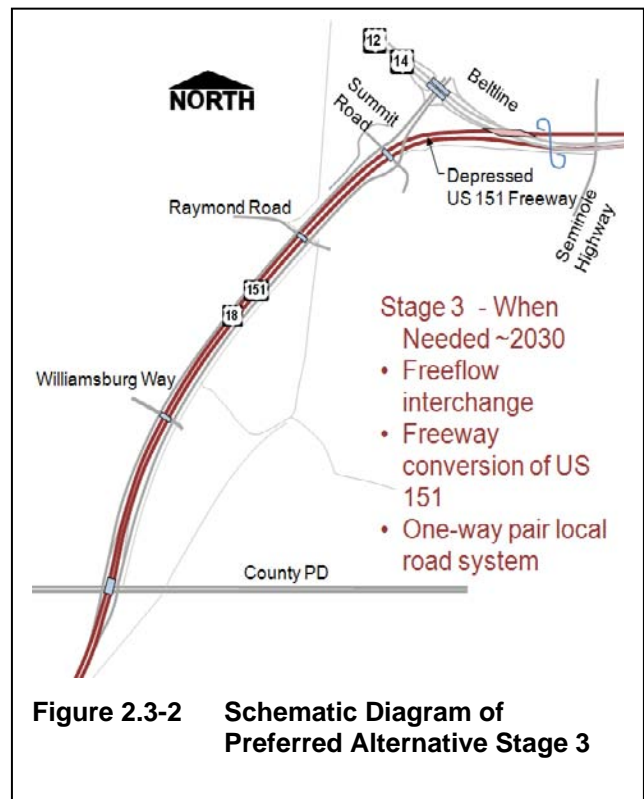 12
14
NORTH
Summit
Road
Beltline
Depressed
US 151 Freeway
Seminole
Highway
Raymond Road
151
18
Stage 3 - When
Needed ~2030
• Freeflow
interchange
• Freeway
conversion of US
151
• One-way pair local
road system
Williamsburg Way
County PD
Figure 2.3-2 Schematic Diagram of
Preferred Alternative Stage 3